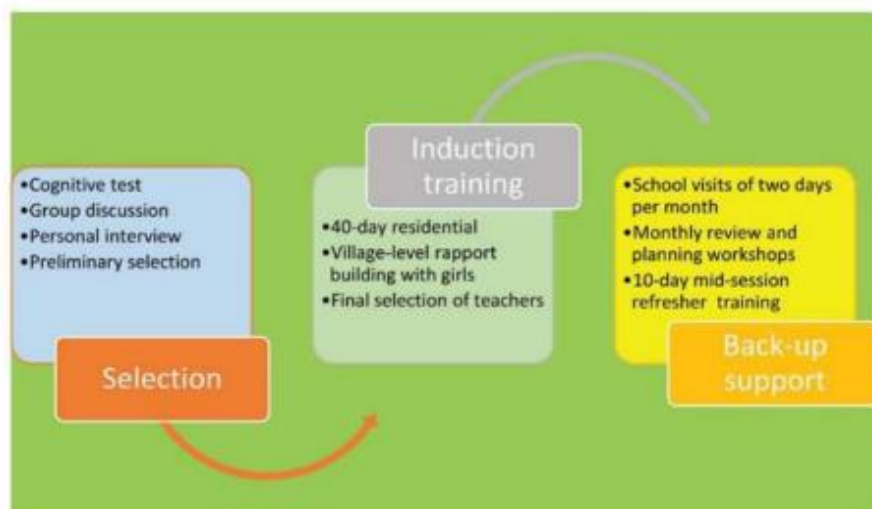 •Cognitive test
•Group discussion
•Personal interview
•Preliminary selection
Selection
Induction
training
•40-day residential
•Village-level rapport
building with girls
•Final selection of teachers
•School visits of two days
per month
•Monthly review and
planning workshops
•10-day mid-session
refresher training
Back-up
support